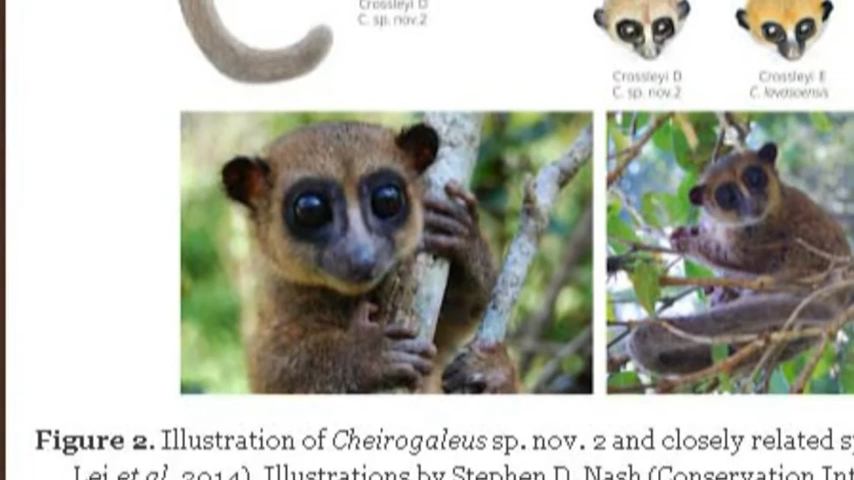 Crossleyi D
C. sp. nov.2
Crossleyi D
C. sp. nov.2
Crossleyi E
C. lavasoensis
Figure 2. Illustration of Cheirogaleus sp. nov. 2 and closely related s
Lei et al. 2014). Illustrations by Stephen D. Nash (Conservation Int